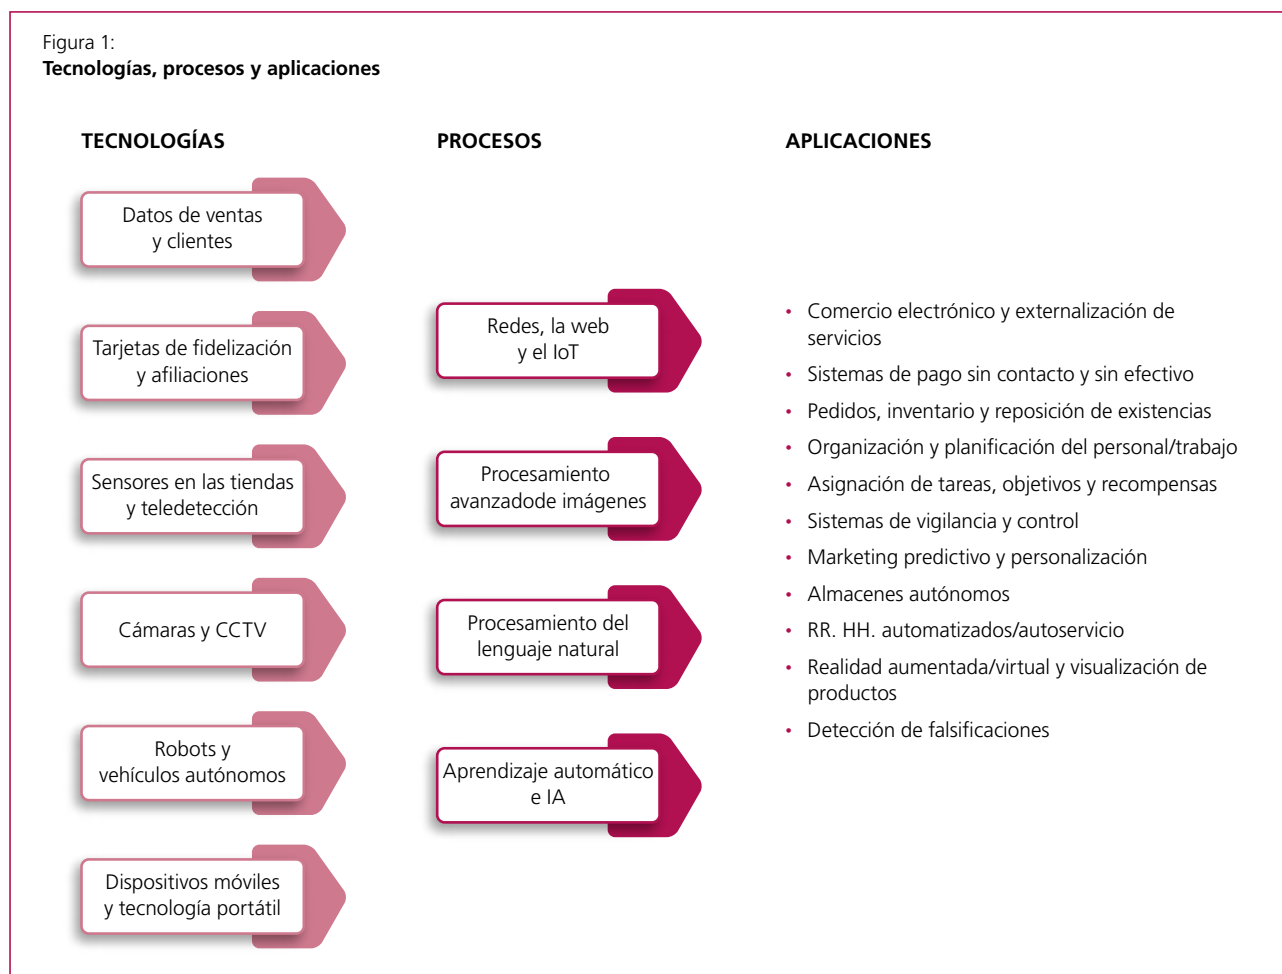 Figura 1:
Tecnologías, procesos y aplicaciones
TECNOLOGÍAS
Datos de ventas
y clientes
Tarjetas de fidelización
y afiliaciones
Sensores en las tiendas
y teledetección
Cámaras y CCTV
Robots y
vehículos autónomos
Dispositivos móviles
y tecnología portátil
PROCESOS
Redes, la web
y el IoT
Procesamiento
avanzadode imágenes
Procesamiento del
lenguaje natural
Aprendizaje automático
e IA
APLICACIONES
• Comercio electrónico y externalización de
servicios
• Sistemas de pago sin contacto y sin efectivo
• Pedidos, inventario y reposición de existencias
• Organización y planificación del personal/trabajo
• Asignación de tareas, objetivos y recompensas
• Sistemas de vigilancia y control
• Marketing predictivo y personalización
• Almacenes autónomos
• RR. HH. automatizados/autoservicio
• Realidad aumentada/virtual y visualización de
productos
• Detección de falsificaciones